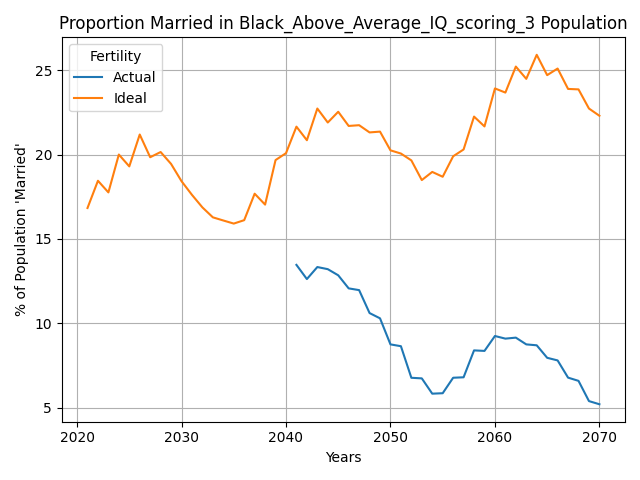 Proportion Married in Black_Above_Average_IQ_scoring_3 Population
Fertility
Actual
Ideal
% of Population 'Married'
25
20
15
10
5
2020
2030
2040
2050
2060
2070
Years